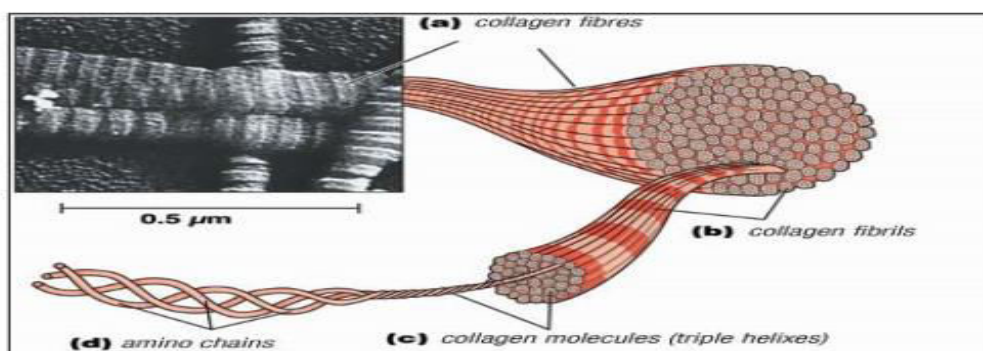 (a) collagen fibres
0.5 μm
(b) collagen fibrils
(c) collagen molecules (triple helixes)
(d) amino chains